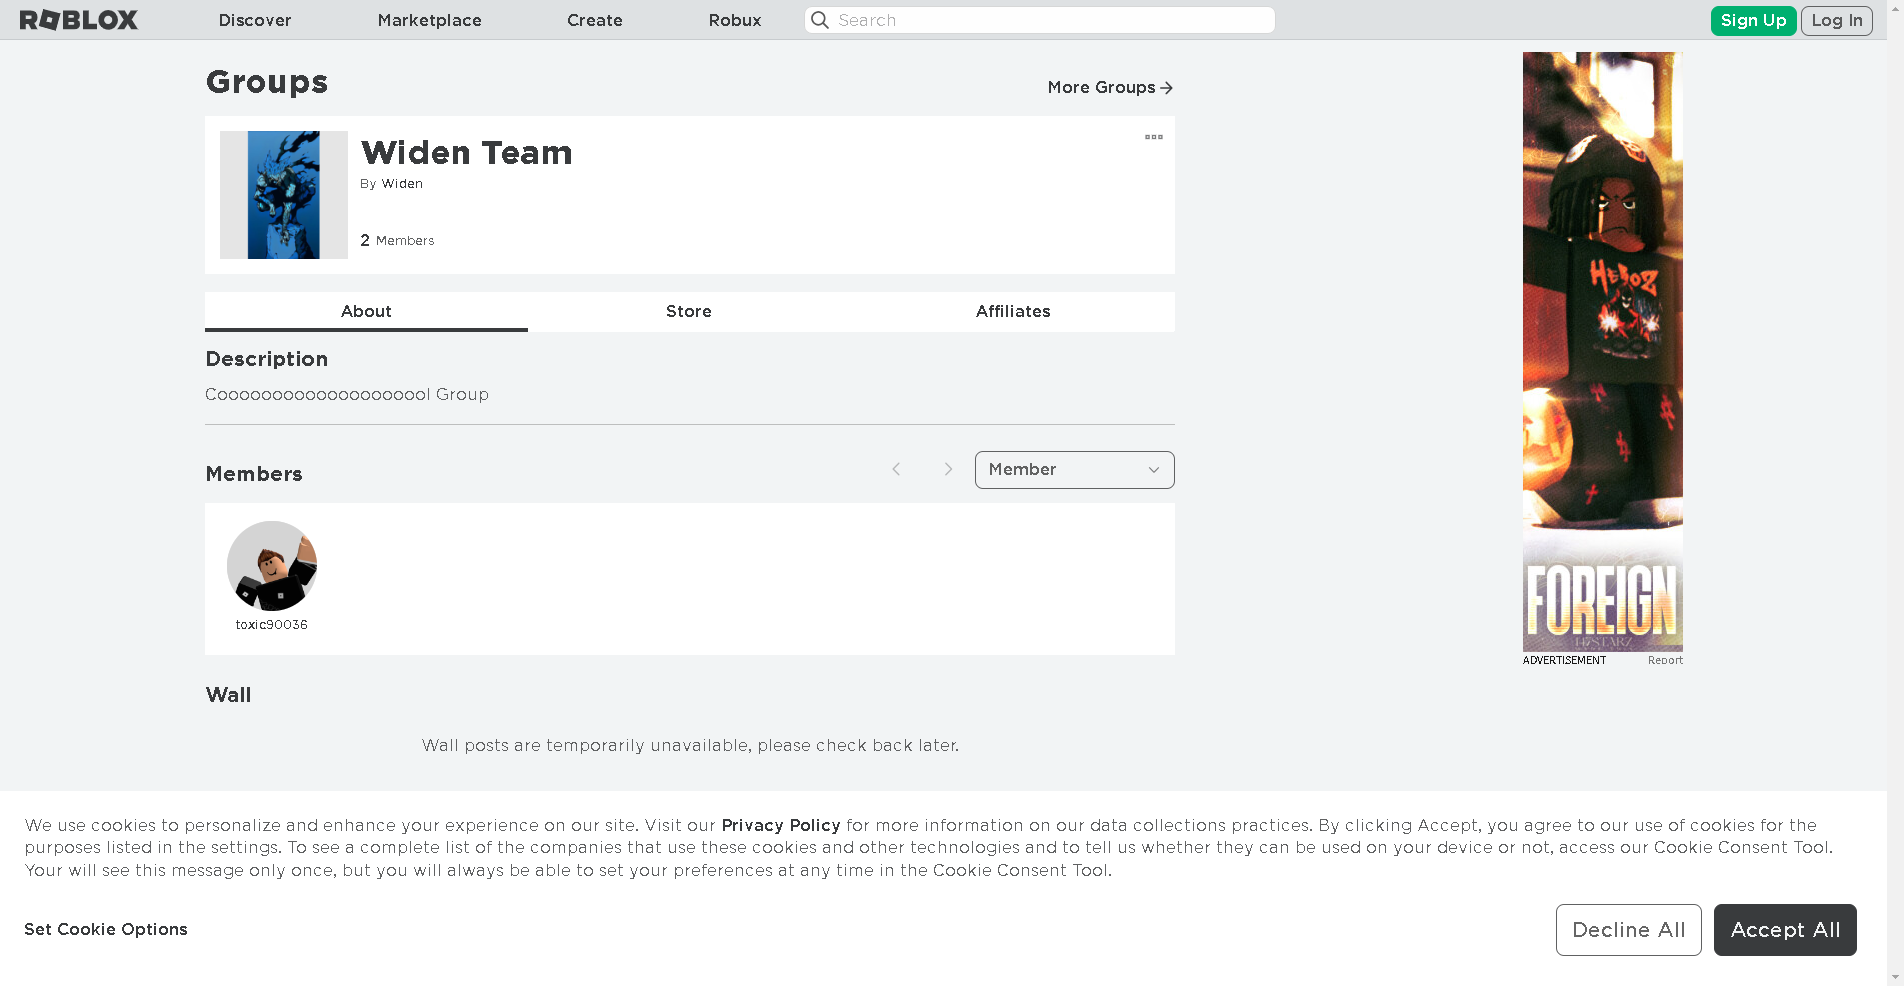 ROBLOX
Discover
Marketplace
Create
Robux
Search
Sign Up
Log In
Groups
More Groups
Widen Team
By Widen
2 Members
About
Store
Affiliates
Description
Cooooooooooooooooooool Group
Members
Member
toxic90036
Wall
Wall posts are temporarily unavailable, please check back later.
HEROZ
FOREIGN
ADVERTISEMENT
Report
We use cookies to personalize and enhance your experience on our site. Visit our Privacy Policy for more information on our data collections practices. By clicking Accept, you agree to our use of cookies for the
purposes listed in the settings. To see a complete list of the companies that use these cookies and other technologies and to tell us whether they can be used on your device or not, access our Cookie Consent Tool.
Your will see this message only once, but you will always be able to set your preferences at any time in the Cookie Consent Tool.
Set Cookie Options
Decline All
Accept All